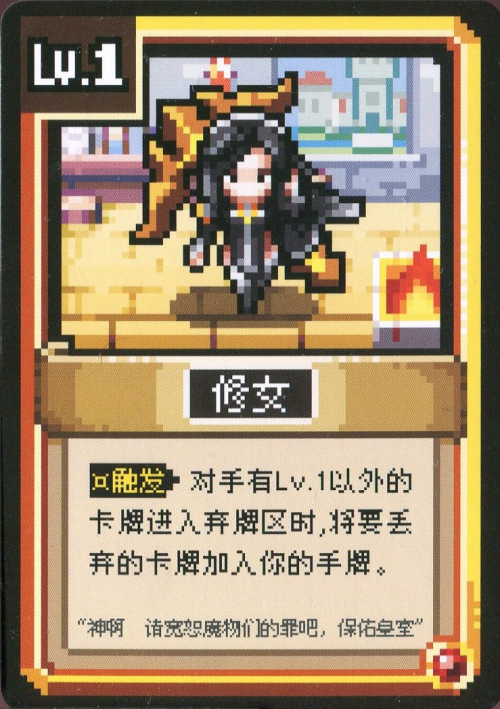 Lv.1
修女
触发 对手有Lv.1以外的
卡牌进入弃牌区时,将要丢
弃的卡牌加入你的手牌。
“神啊 请宽恕魔物们的罪吧，保佑皇室”